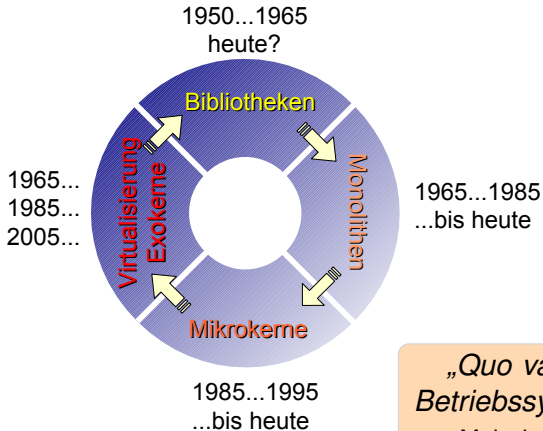 1950...1965
heute?
Bibliotheken
Monolithen
1965...1985
...bis heute
Mikrokerne
1985...1995
...bis heute
Virtualisierung
Exokerne
1965...
1985...
2005...
„Quo va
Betriebssy